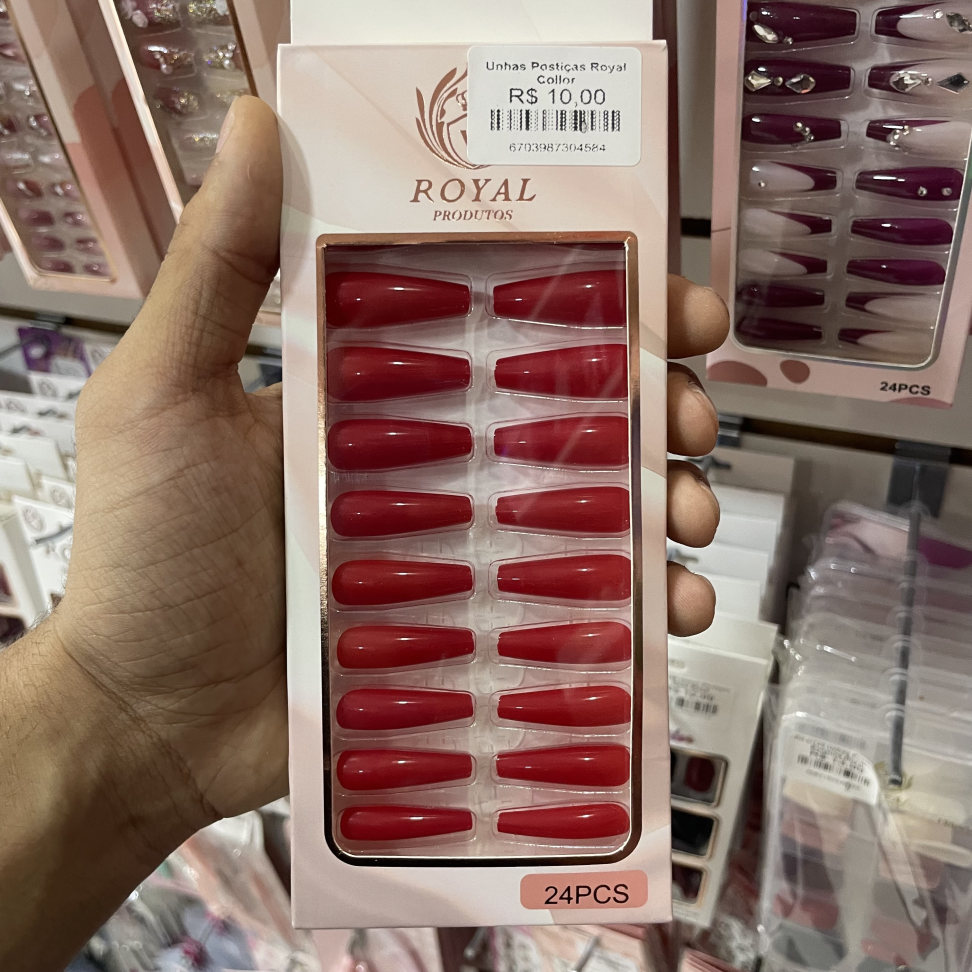 Unhas Postiças Royal
Collor
R$ 10,00
6703987304584
ROYAL
PRODUTOS
24PCS
24PCS